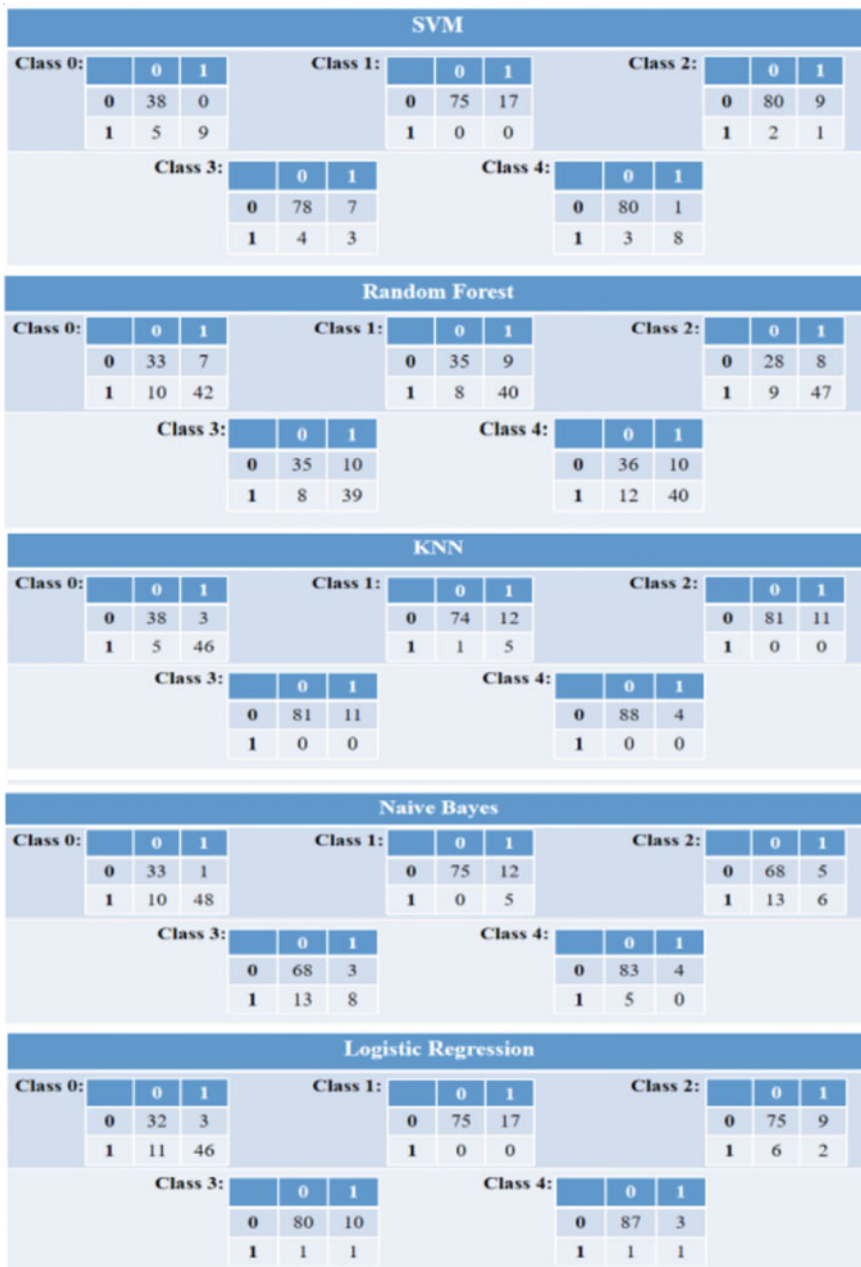 SVM
Class 0: 0 1 Class 1: 0 1 Class 2: 0 1
0 38 0 0 75 17 0 80 9
1 5 9 1 0 0 1 2 1
Class 3: 0 1 Class 4: 0 1
0 78 7 0 80 1
1 4 3 1 3 8
Random Forest
Class 0: 0 1 Class 1: 0 1 Class 2: 0 1
0 33 7 0 35 9 0 28 8
1 10 42 1 8 40 1 9 47
Class 3: 0 1 Class 4: 0 1
0 35 10 0 36 10
1 8 39 1 12 40
KNN
Class 0: 0 1 Class 1: 0 1 Class 2: 0 1
0 38 3 0 74 12 0 81 11
1 5 46 1 1 5 1 0 0
Class 3: 0 1 Class 4: 0 1
0 81 11 0 88 4
1 0 0 1 0 0
Naive Bayes
Class 0: 0 1 Class 1: 0 1 Class 2: 0 1
0 33 1 0 75 12 0 68 5
1 10 48 1 0 5 1 13 6
Class 3: 0 1 Class 4: 0 1
0 68 3 0 83 4
1 13 8 1 5 0
Logistic Regression
Class 0: 0 1 Class 1: 0 1 Class 2: 0 1
0 32 3 0 75 17 0 75 9
1 11 46 1 0 0 1 6 2
Class 3: 0 1 Class 4: 0 1
0 80 10 0 87 3
1 1 1 1 1 1